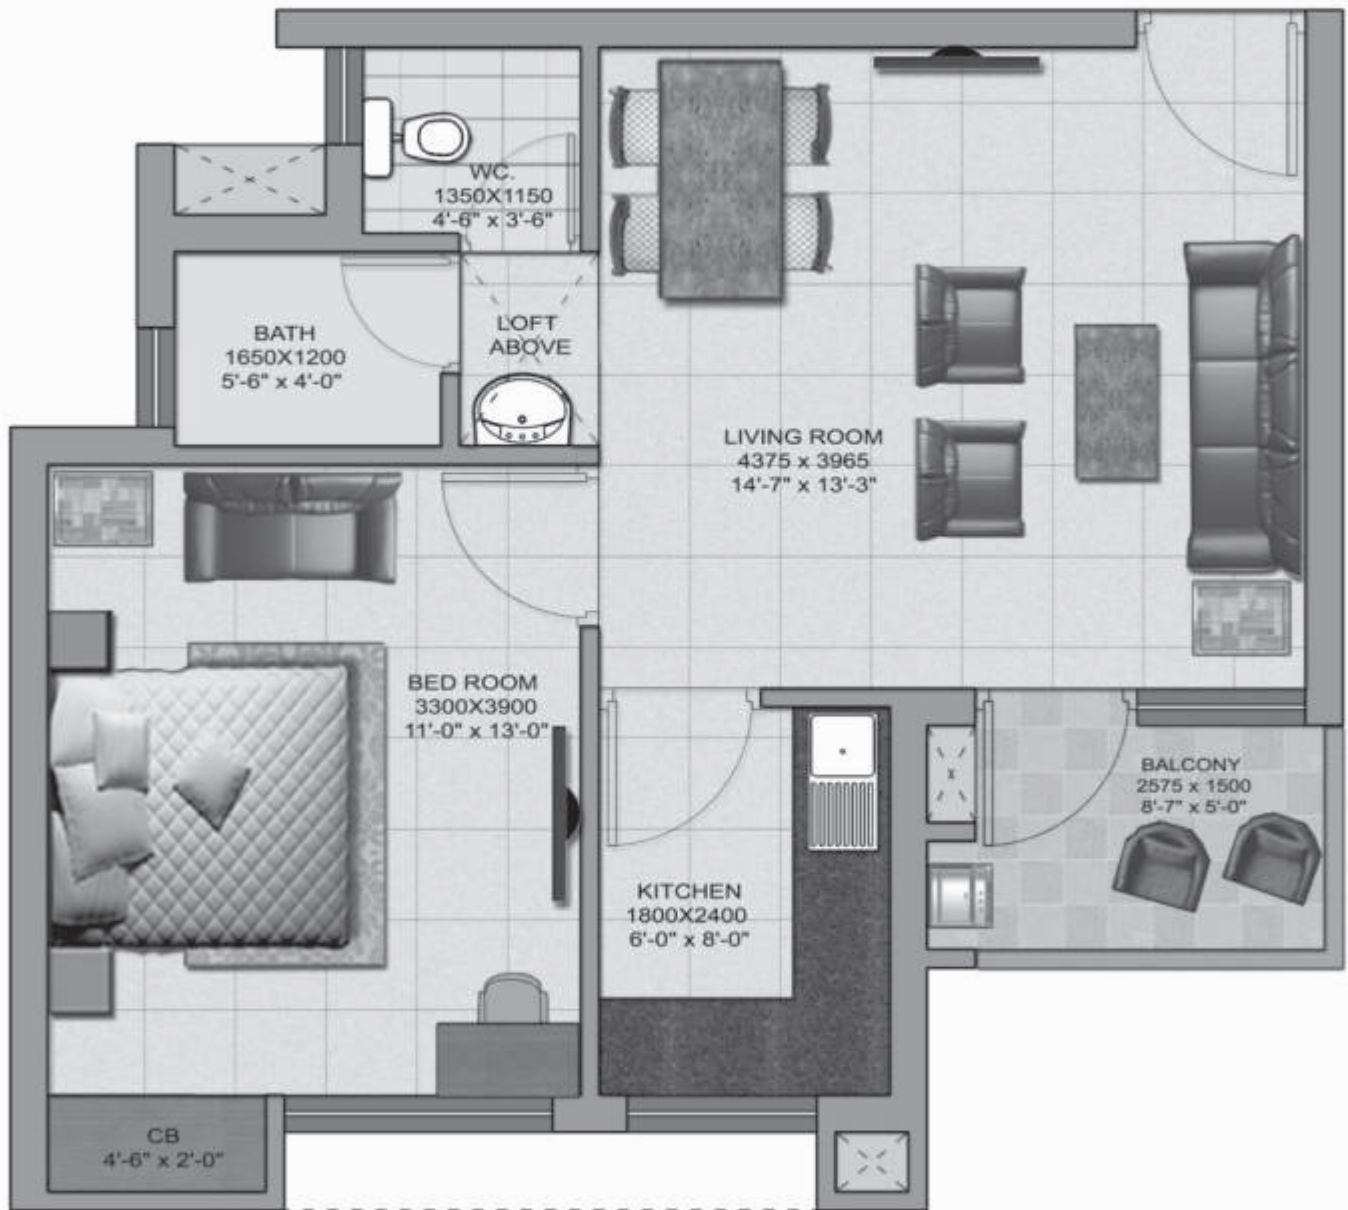 WC.
1350X1150
4'-6" x 3'-6"
BATH
1650X1200
5'-6" x 4'-0"
LOFT
ABOVE
LIVING ROOM
4375 x 3965
14'-7" x 13'-3"
BED ROOM
3300X3900
11'-0" x 13'-0"
BALCONY
2575 x 1500
8'-7" x 5'-0"
KITCHEN
1800X2400
6'-0" x 8'-0"
CB
4'-6" x 2'-0"